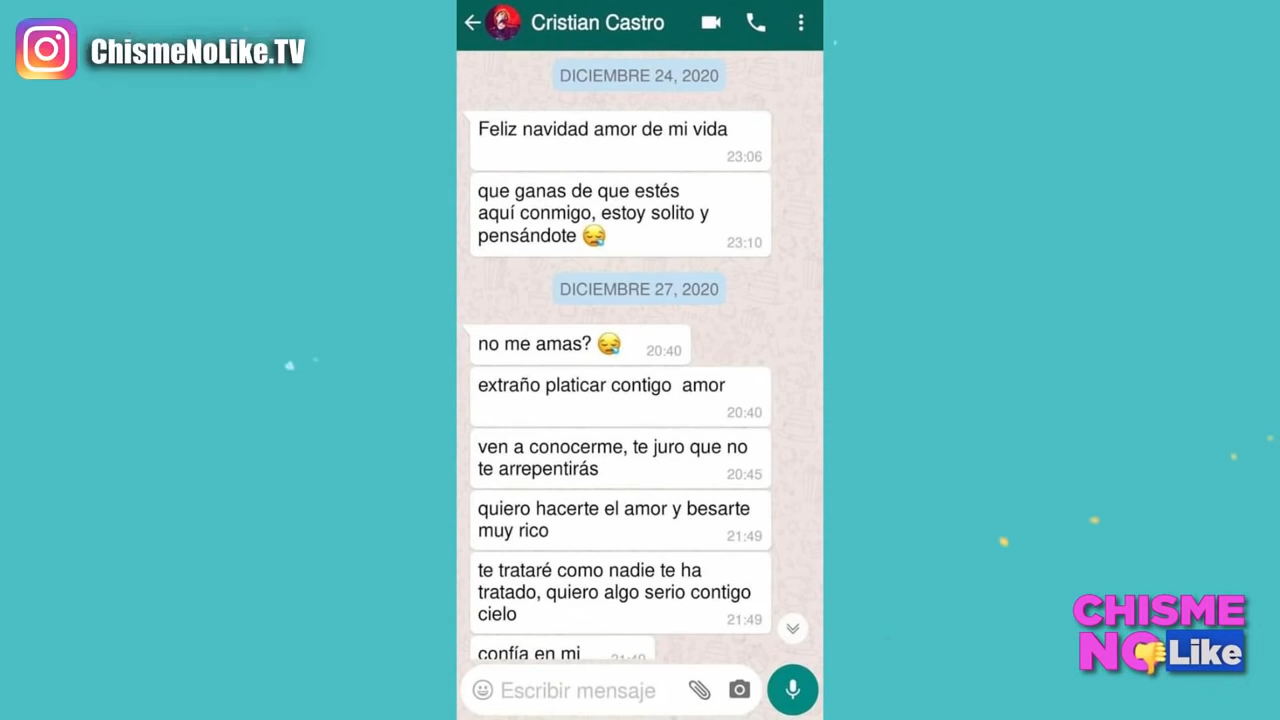 ChismeNoLike.TV
Cristian Castro
DICIEMBRE 24, 2020
Feliz navidad amor de mi vida
23:06
que ganas de que estés
aquí conmigo, estoy solito y
pensándote 😪
23:10
DICIEMBRE 27, 2020
no me amas? 😪 20:40
extraño platicar contigo  amor
20:40
ven a conocerme, te juro que no
te arrepentirás
20:45
quiero hacerte el amor y besarte
muy rico
21:49
te trataré como nadie te ha
tratado, quiero algo serio contigo
cielo
21:49
confía en mi 21:49
Escribir mensaje
CHISME
NO Like